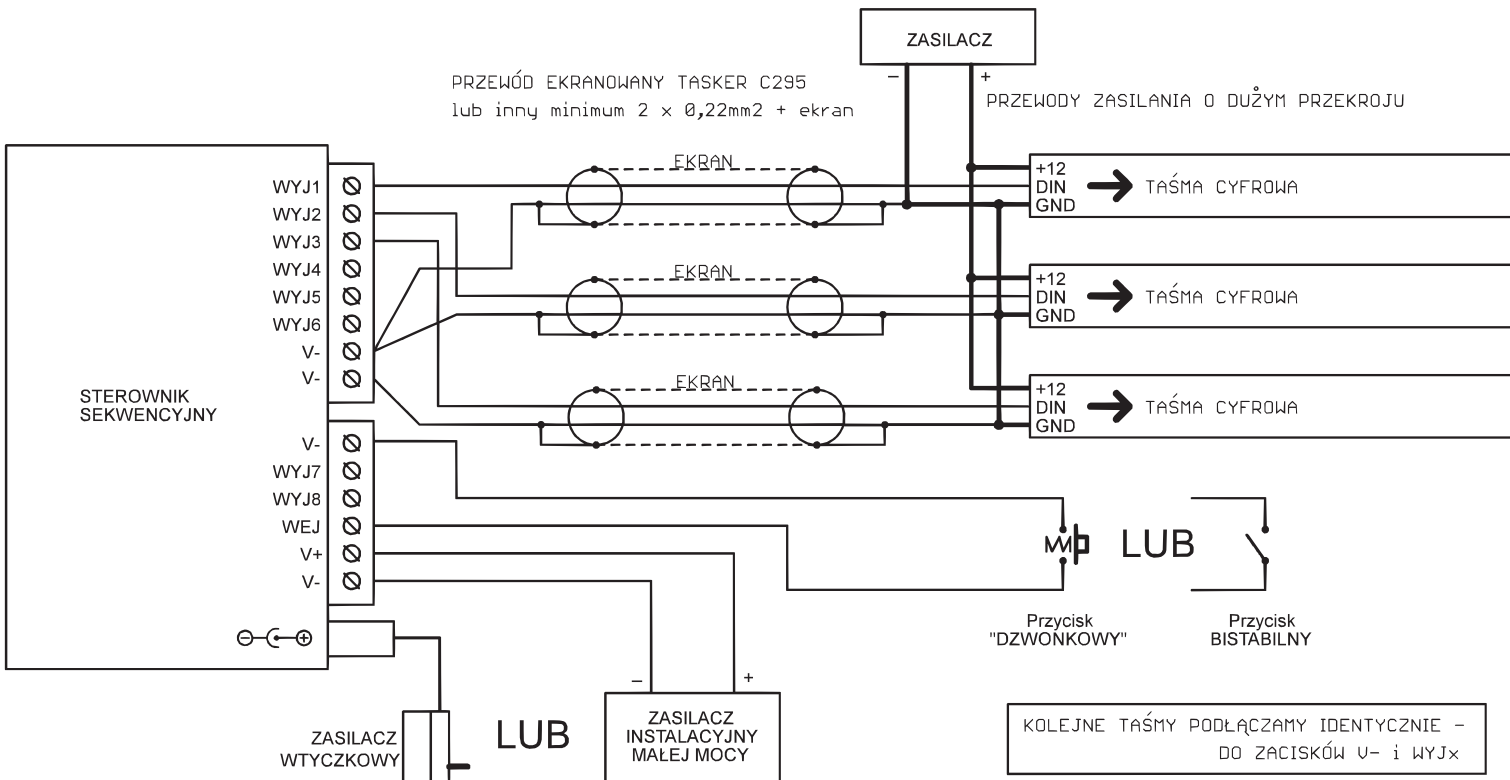 ZASILACZ
–
+
PRZEWÓD EKRANOWANY TASKER C295
lub inny minimum 2 x 0,22mm2 + ekran
PRZEWODY ZASILANIA O DUŻYM PRZEKROJU
STEROWNIK
SEKWENCYJNY
WYJ1
WYJ2
WYJ3
WYJ4
WYJ5
WYJ6
V-
V-
V-
WYJ7
WYJ8
WEJ
V+
V-
EKRAN
EKRAN
EKRAN
+12
DIN
GND
TAŚMA CYFROWA
+12
DIN
GND
TAŚMA CYFROWA
+12
DIN
GND
TAŚMA CYFROWA
LUB
Przycisk
"DZWONKOWY"
Przycisk
BISTABILNY
ZASILACZ
WTYCZKOWY
LUB
–
+
ZASILACZ
INSTALACYJNY
MAŁEJ MOCY
KOLEJNE TAŚMY PODŁĄCZAMY IDENTYCZNIE –
DO ZACISKÓW V- i WYJx